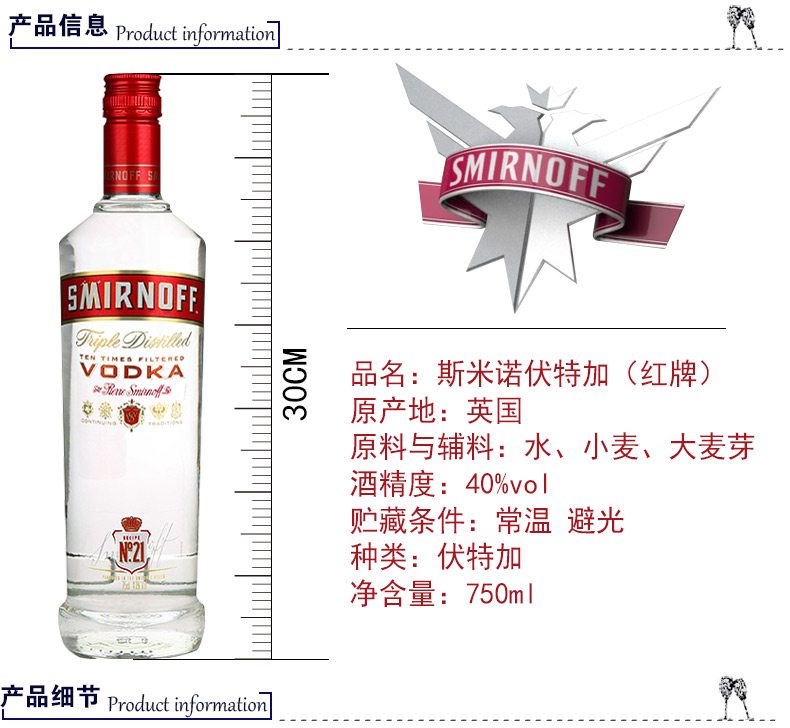 产品信息 Product information
SMIRNOFF
SMIRNOFF
SMIRNOFF
Triple Distilled
TEN TIMES FILTERED
VODKA
Pierre Smirnoff
CONTINUING TRADITIONS
RECIPE
No.21
30CM
品名：斯米诺伏特加（红牌）
原产地：英国
原料与辅料：水、小麦、大麦芽
酒精度：40%vol
贮藏条件：常温 避光
种类：伏特加
净含量：750ml
产品细节 Product information